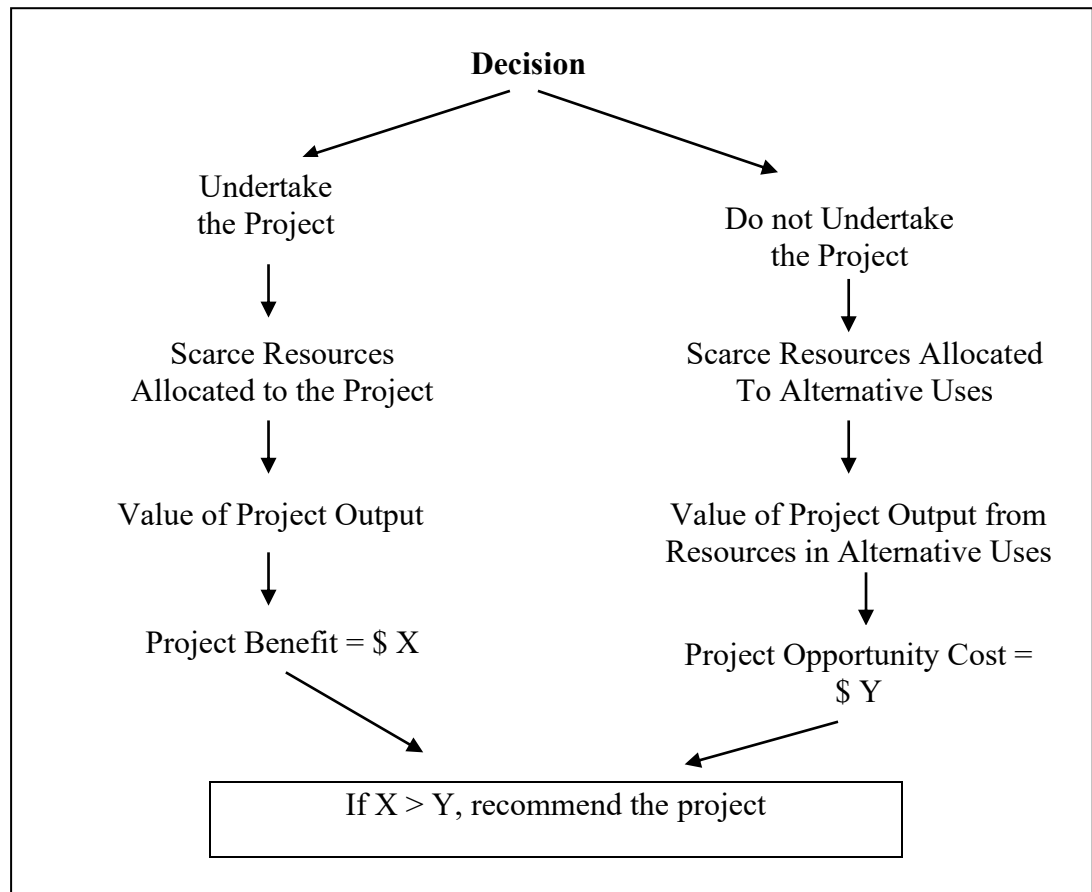 Decision
Undertake
the Project
Do not Undertake
the Project
Scarce Resources
Allocated to the Project
Scarce Resources Allocated
To Alternative Uses
Value of Project Output
Value of Project Output from
Resources in Alternative Uses
Project Benefit = $ X
Project Opportunity Cost =
$ Y
If X > Y, recommend the project